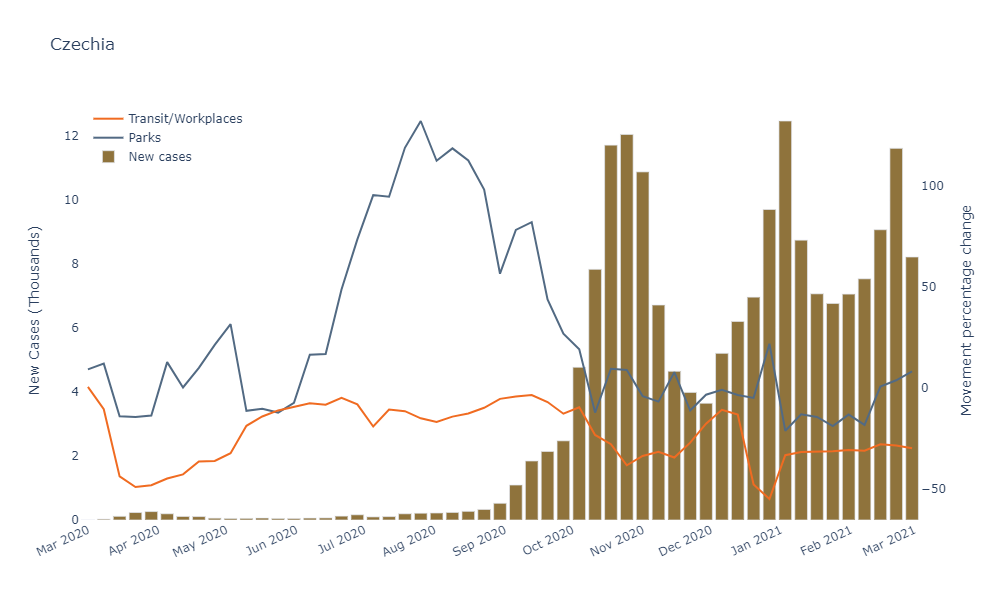 Czechia
Transit/Workplaces
Parks
New cases
New Cases (Thousands)
12
10
8
6
4
2
0
Movement percentage change
100
50
0
−50
Mar 2020
Apr 2020
May 2020
Jun 2020
Jul 2020
Aug 2020
Sep 2020
Oct 2020
Nov 2020
Dec 2020
Jan 2021
Feb 2021
Mar 2021